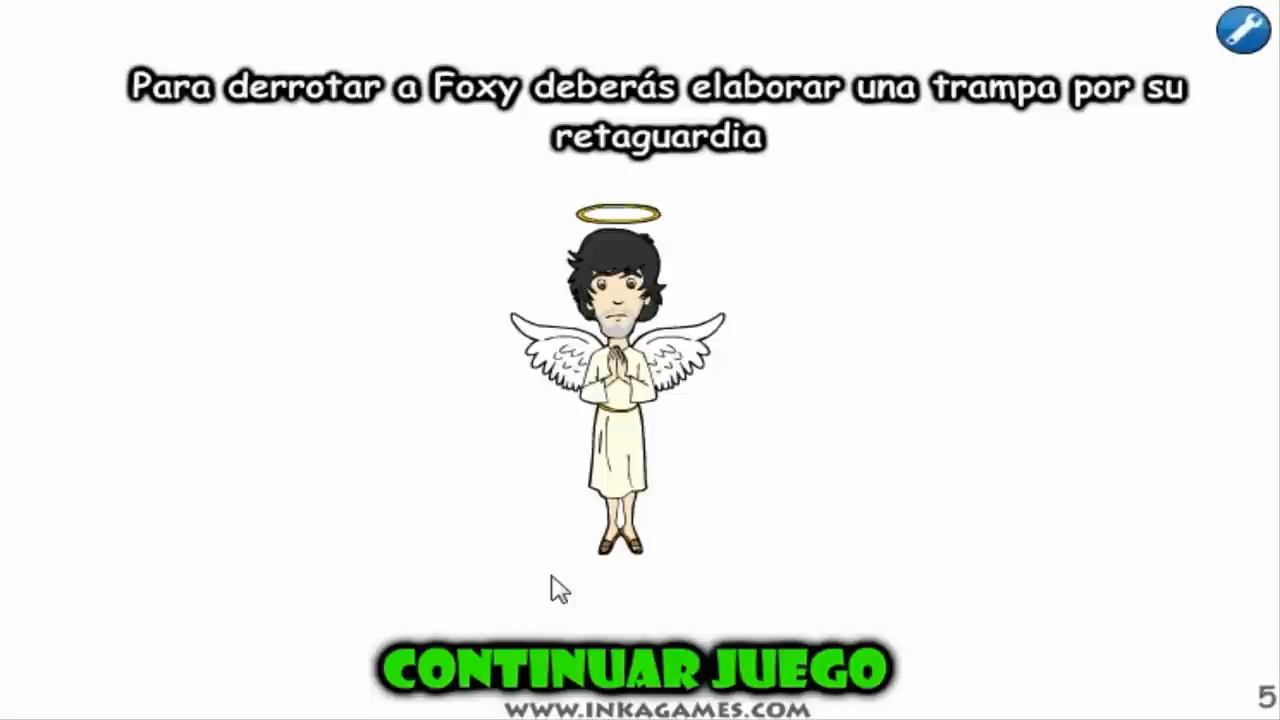 Para derrotar a Foxy deberás elaborar una trampa por su
retaguardia
CONTINUAR JUEGO
WWW.INKAGAMES.COM
5